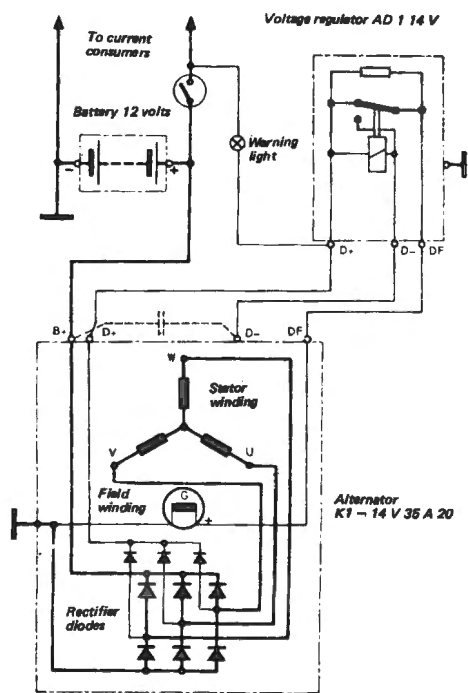 Voltage regulator AD 1 14 V
To current
consumers
Battery 12 volts
- +
Warning
light
D+ D- DF
B+ D+ D- DF
W
Stator
winding
V U
Field
winding
G
+
Alternator
K1 ¬ 14 V 35 A 20
Rectifier
diodes